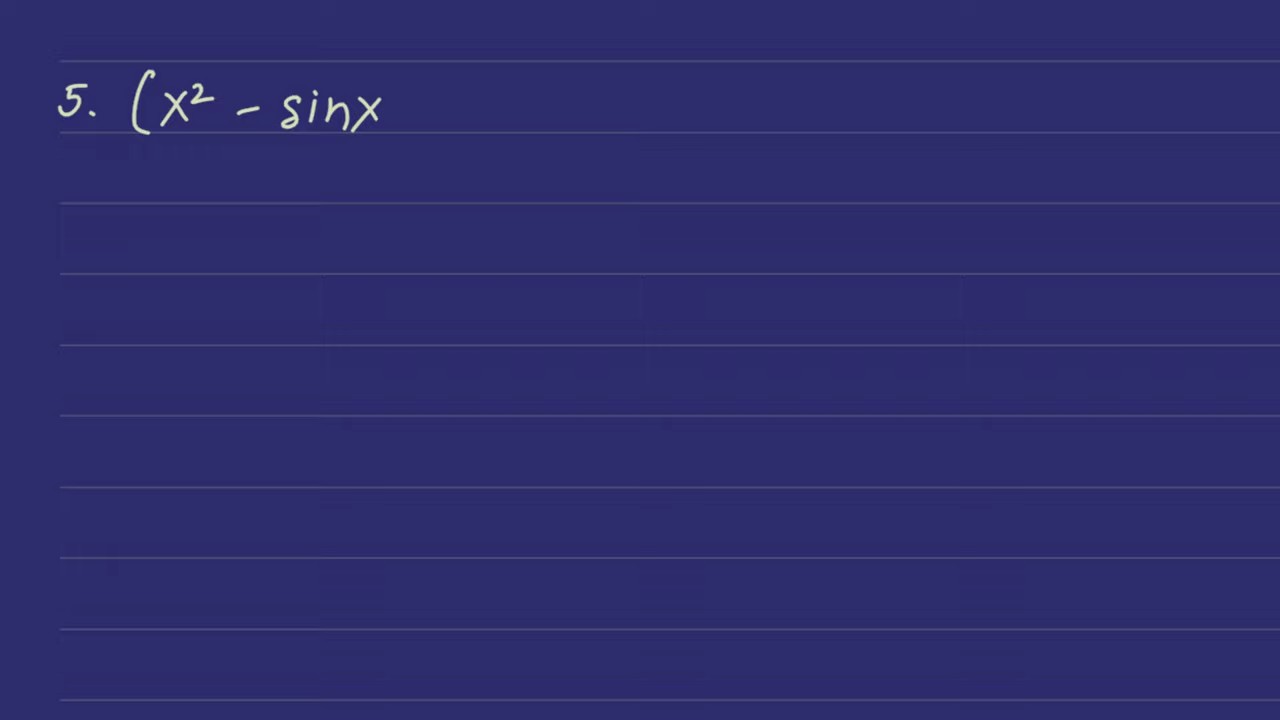 5. (x² - sinx